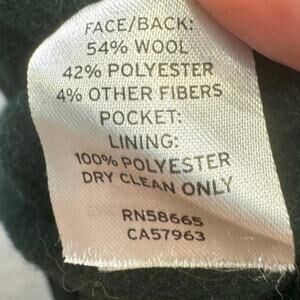 FACE/BACK:
54% WOOL
42% POLYESTER
4% OTHER FIBERS
POCKET:
LINING:
100% POLYESTER
DRY CLEAN ONLY
RN58665
CA57963